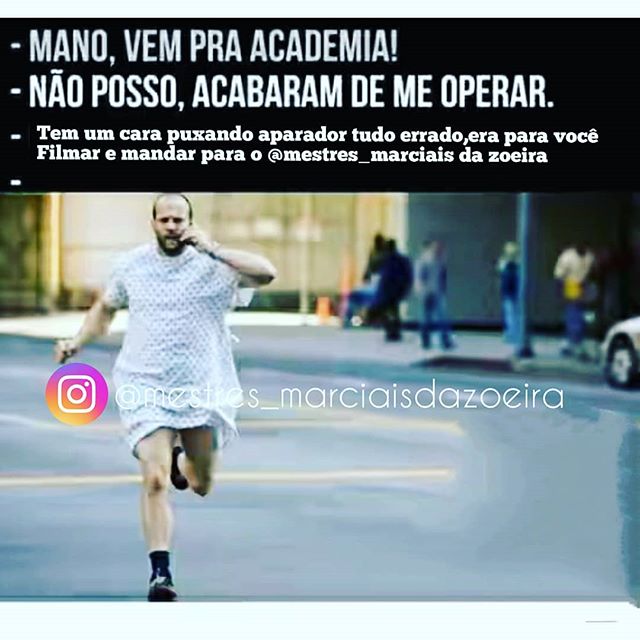 - MANO, VEM PRA ACADEMIA!
- NÃO POSSO, ACABARAM DE ME OPERAR.
- Tem um cara puxando aparador tudo errado,era para você
Filmar e mandar para o @mestres_marciais da zoeira
-
@mestres_marciaisdazoeira